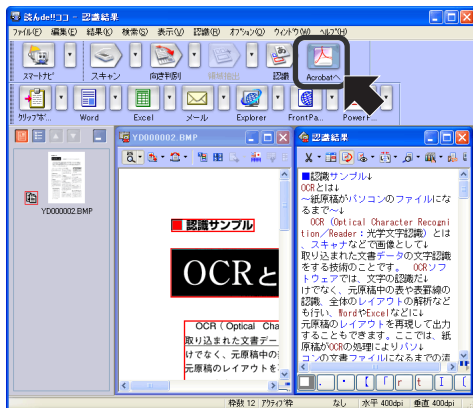 読んde!!ココ - 認識結果
ファイル(F) 編集(E) 結果(K) 検索(S) 表示(V) 認識(R) オプション(O) ウィンドウ(W) ヘルプ(H)
スマートナビ スキャン 向き判別 領域抽出 認識 Acrobatへ
クリップボ... Word Excel メール Explorer FrontPa... PowerP...
YD000002.BMP
認識結果
YD000002.BMP
■認識サンプル
OCRと
OCR ( Optical Cha
取り込まれた文書デー
けでなく、元原稿中の
元原稿のレイアウトを
■認識サンプル↓
OCRとは↓
～紙原稿がパソコンのファイルにな
るまで～↓
OCR (Optical Character Recogni
tion／Reader：光学文字認識) とは
、スキャナなどで画像として↓
取り込まれた文書データの文字認識
をする技術のことです。 OCRソフ
トウェアでは、文字の認識だ↓
けでなく、元原稿中の表や表罫線の
認識、全体のレイアウトの解析など
も行い、WordやExcelなどに↓
元原稿のレイアウトを再現して出力
することもできます。ここでは、紙
原稿がOCRの処理によりパソ↓
コンの文書ファイルになるまでの流
. ・ 【 「 r t I [
枠数 12 アクティブ枠 なし 水平 400dpi 垂直 400dpi